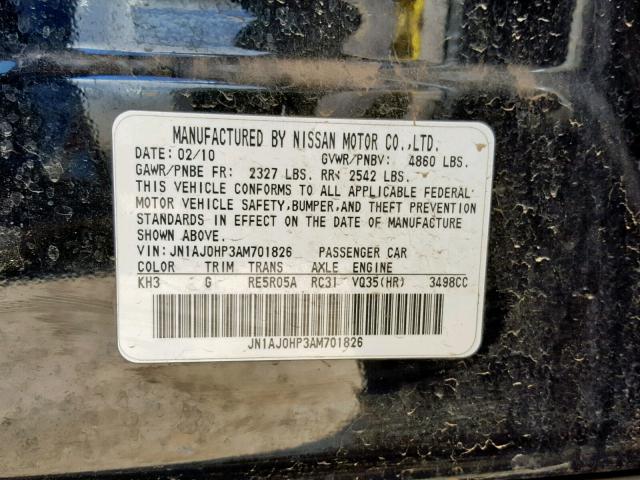 MANUFACTURED BY NISSAN MOTOR CO.,LTD.
DATE: 02/10 GVWR/PNBV: 4860 LBS.
GAWR/PNBE FR: 2327 LBS. RR: 2542 LBS.
THIS VEHICLE CONFORMS TO ALL APPLICABLE FEDERAL
MOTOR VEHICLE SAFETY,BUMPER,AND THEFT PREVENTION
STANDARDS IN EFFECT ON THE DATE OF MANUFACTURE
SHOWN ABOVE.
VIN:JN1AJ0HP3AM701826 PASSENGER CAR
COLOR TRIM TRANS AXLE ENGINE
KH3 G RE5R05A RC31 VQ35(HR) 3498CC
JN1AJ0HP3AM701826